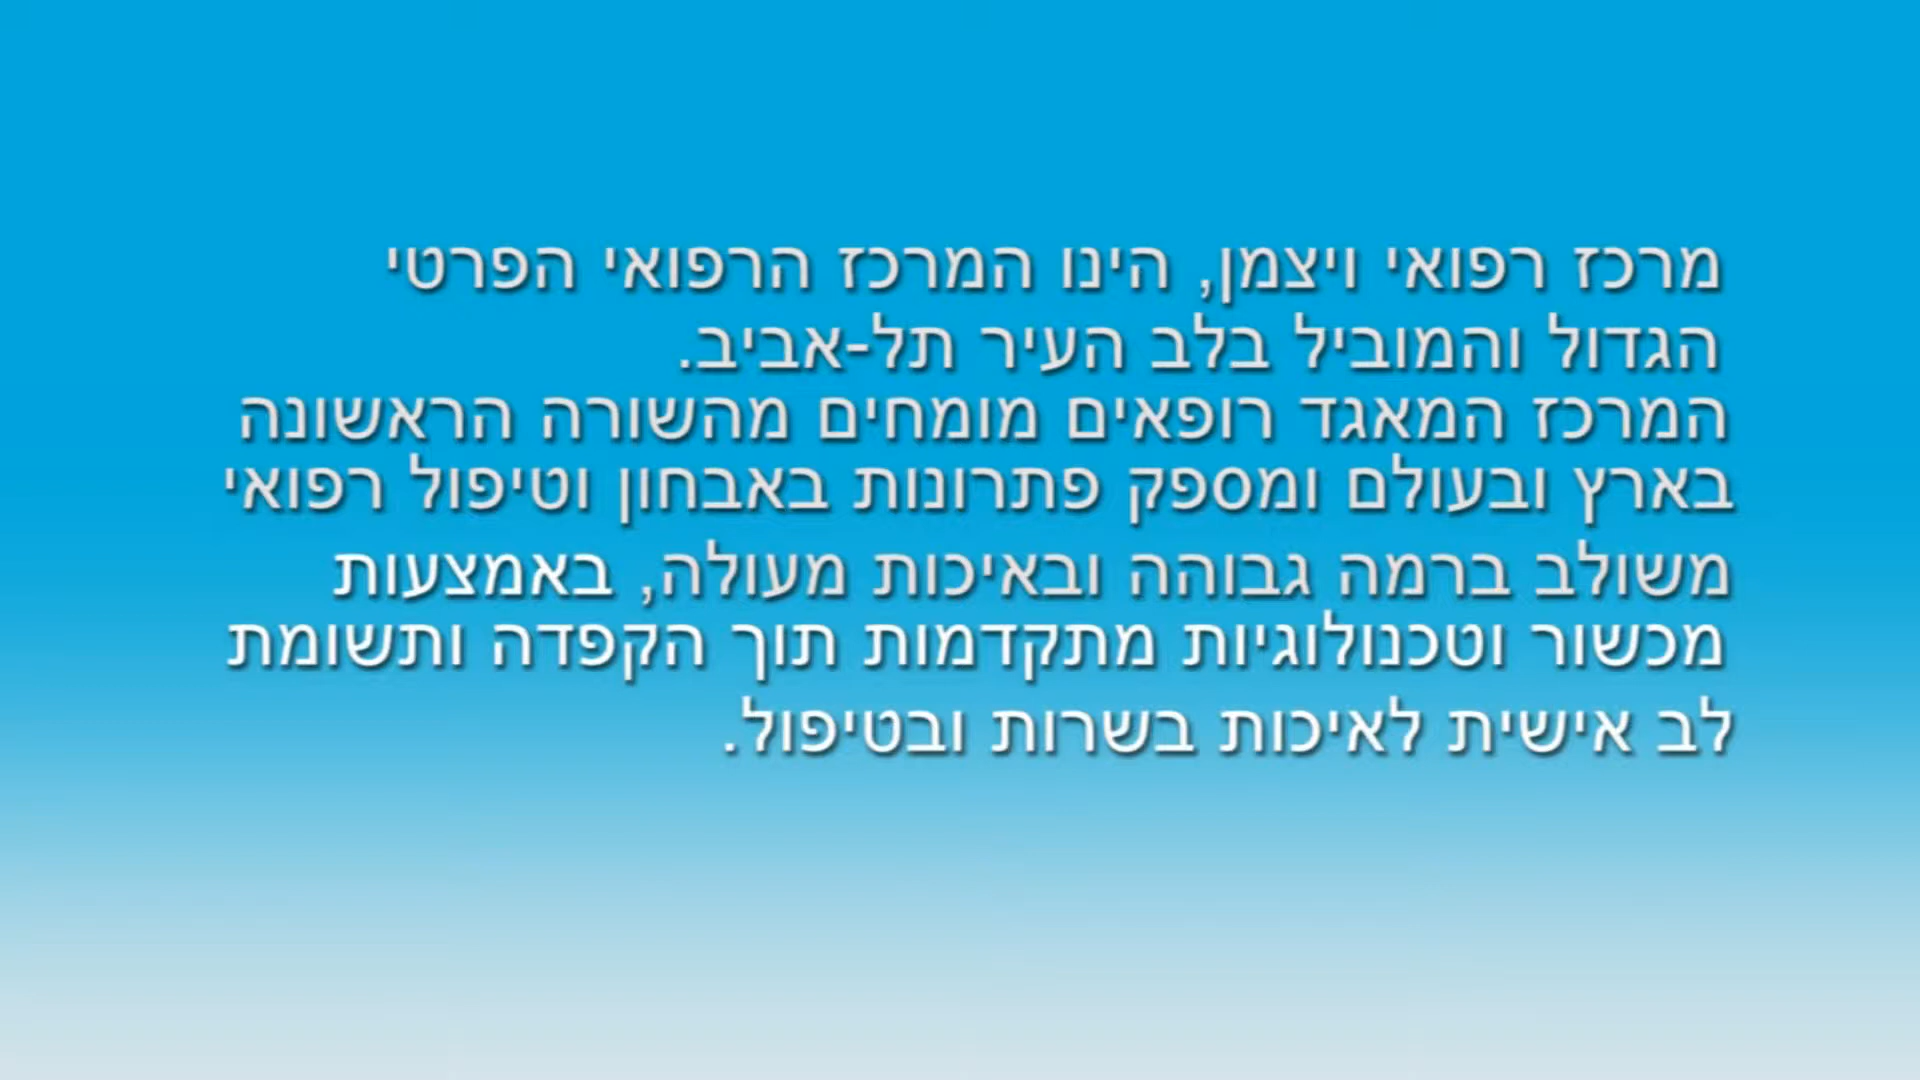 מרכז רפואי ויצמן, הינו המרכז הרפואי הפרטי
הגדול והמוביל בלב העיר תל-אביב.
המרכז המאגד רופאים מומחים מהשורה הראשונה
בארץ ובעולם ומספק פתרונות באבחון וטיפול רפואי
משולב ברמה גבוהה ובאיכות מעולה, באמצעות
מכשור וטכנולוגיות מתקדמות תוך הקפדה ותשומת
לב אישית לאיכות בשרות ובטיפול.